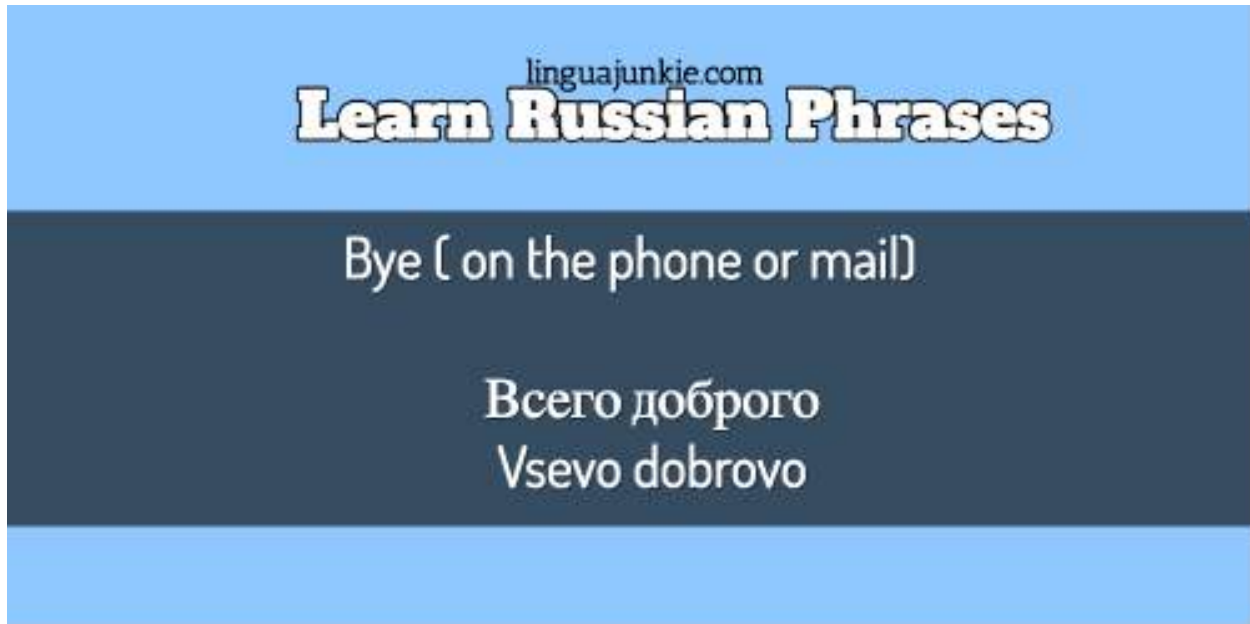 linguajunkie.com
Learn Russian Phrases
Bye ( on the phone or mail)
Всего доброго
Vsevo dobrovo